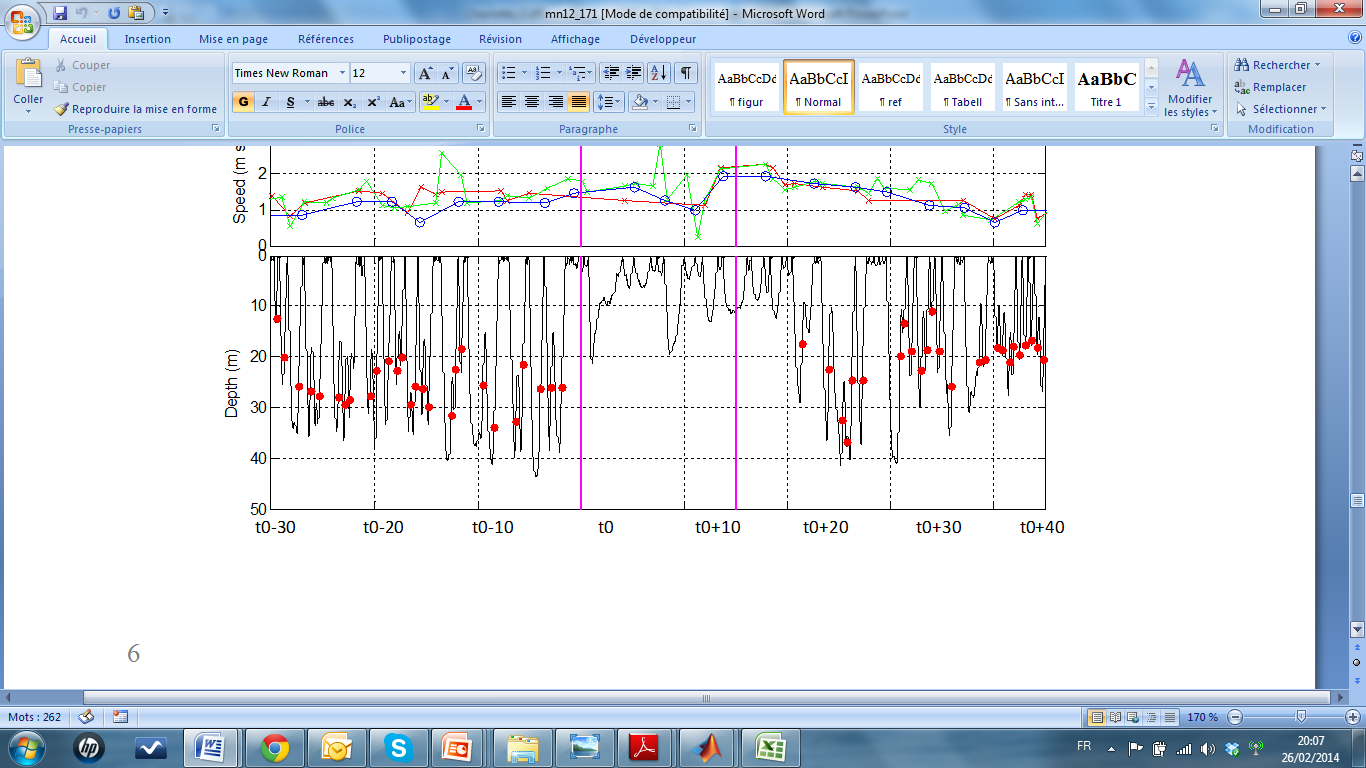 mn12_171 [Mode de compatibilité] - Microsoft Word
Accueil Insertion Mise en page Références Publipostage Révision Affichage Développeur
Coller
Couper
Copier
Reproduire la mise en forme
Presse-papiers
Times New Roman 12
G I S abc x₂ x² Aa
Police
Paragraphe
AaBbCcDd AaBbCcI AaBbCcDd AaBbCcDd AaBbCcI AaBbC
¶ figur ¶ Normal ¶ ref ¶ Tabell ¶ Sans int... Titre 1
Modifier
les styles
Style
Rechercher
Remplacer
Sélectionner
Modification
Speed (m s
2
1
0
Depth (m)
0
10
20
30
40
50
t0-30 t0-20 t0-10 t0 t0+10 t0+20 t0+30 t0+40
6
Mots : 262
170 %
FR
20:07
26/02/2014